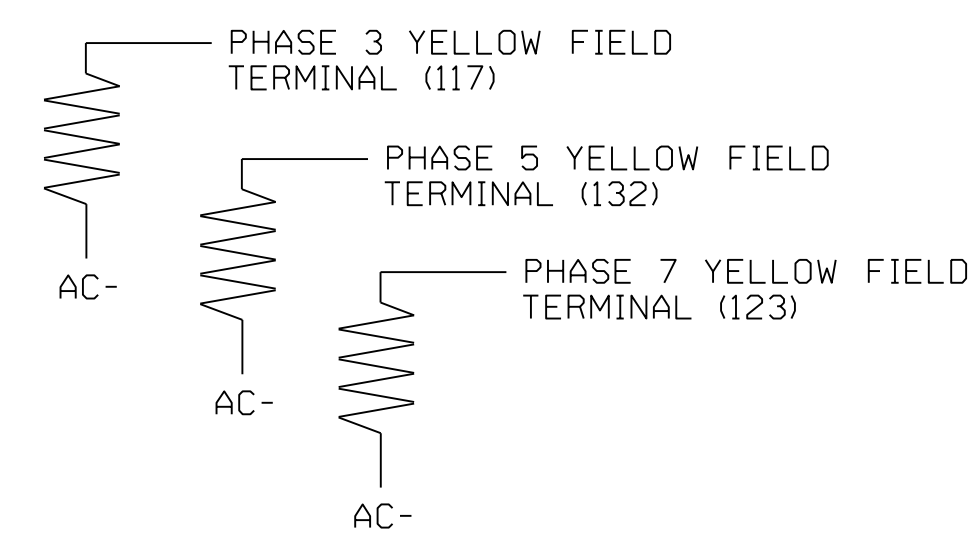 PHASE 3 YELLOW FIELD
TERMINAL (117)
AC-
PHASE 5 YELLOW FIELD
TERMINAL (132)
AC-
PHASE 7 YELLOW FIELD
TERMINAL (123)
AC-